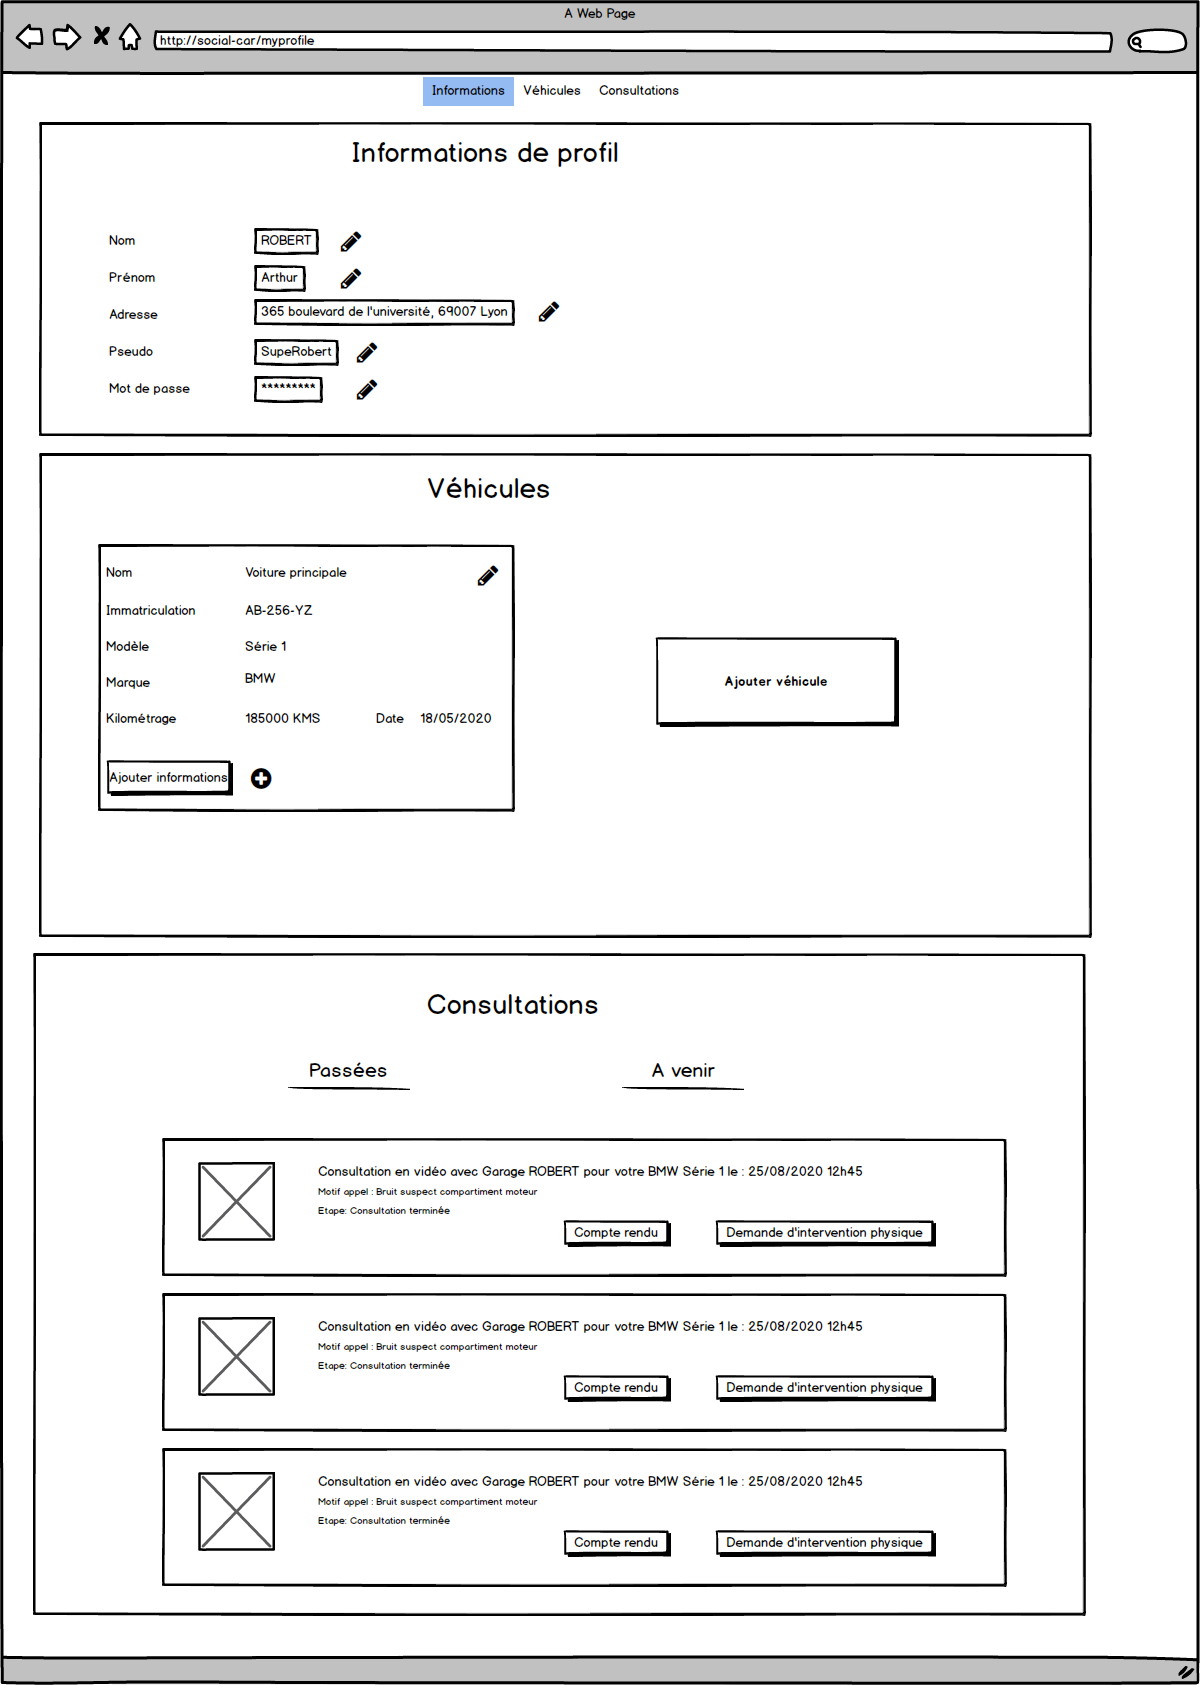 A Web Page
http://social-car/myprofile
Informations Véhicules Consultations
Informations de profil
Nom ROBERT
Prénom Arthur
Adresse 365 boulevard de l'université, 69007 Lyon
Pseudo SupeRobert
Mot de passe *********
Véhicules
Nom Voiture principale
Immatriculation AB-256-YZ
Modèle Série 1
Marque BMW
Kilométrage 185000 KMS Date 18/05/2020
Ajouter informations
Ajouter véhicule
Consultations
Passées A venir
Consultation en vidéo avec Garage ROBERT pour votre BMW Série 1 le : 25/08/2020 12h45
Motif appel : Bruit suspect compartiment moteur
Etape: Consultation terminée
Compte rendu Demande d'intervention physique
Consultation en vidéo avec Garage ROBERT pour votre BMW Série 1 le : 25/08/2020 12h45
Motif appel : Bruit suspect compartiment moteur
Etape: Consultation terminée
Compte rendu Demande d'intervention physique
Consultation en vidéo avec Garage ROBERT pour votre BMW Série 1 le : 25/08/2020 12h45
Motif appel : Bruit suspect compartiment moteur
Etape: Consultation terminée
Compte rendu Demande d'intervention physique